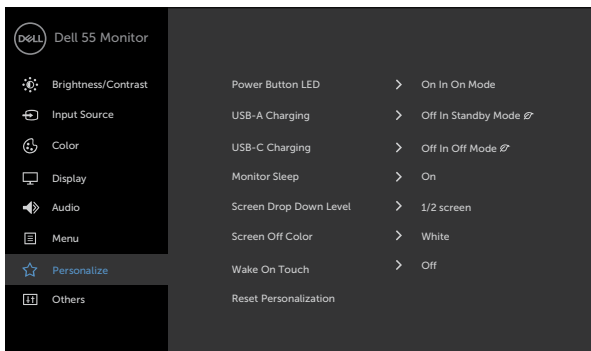 DELL Dell 55 Monitor
Brightness/Contrast
Input Source
Color
Display
Audio
Menu
Personalize
Others
Power Button LED > On In On Mode
USB-A Charging > Off In Standby Mode
USB-C Charging > Off In Off Mode
Monitor Sleep > On
Screen Drop Down Level > 1/2 screen
Screen Off Color > White
Wake On Touch > Off
Reset Personalization